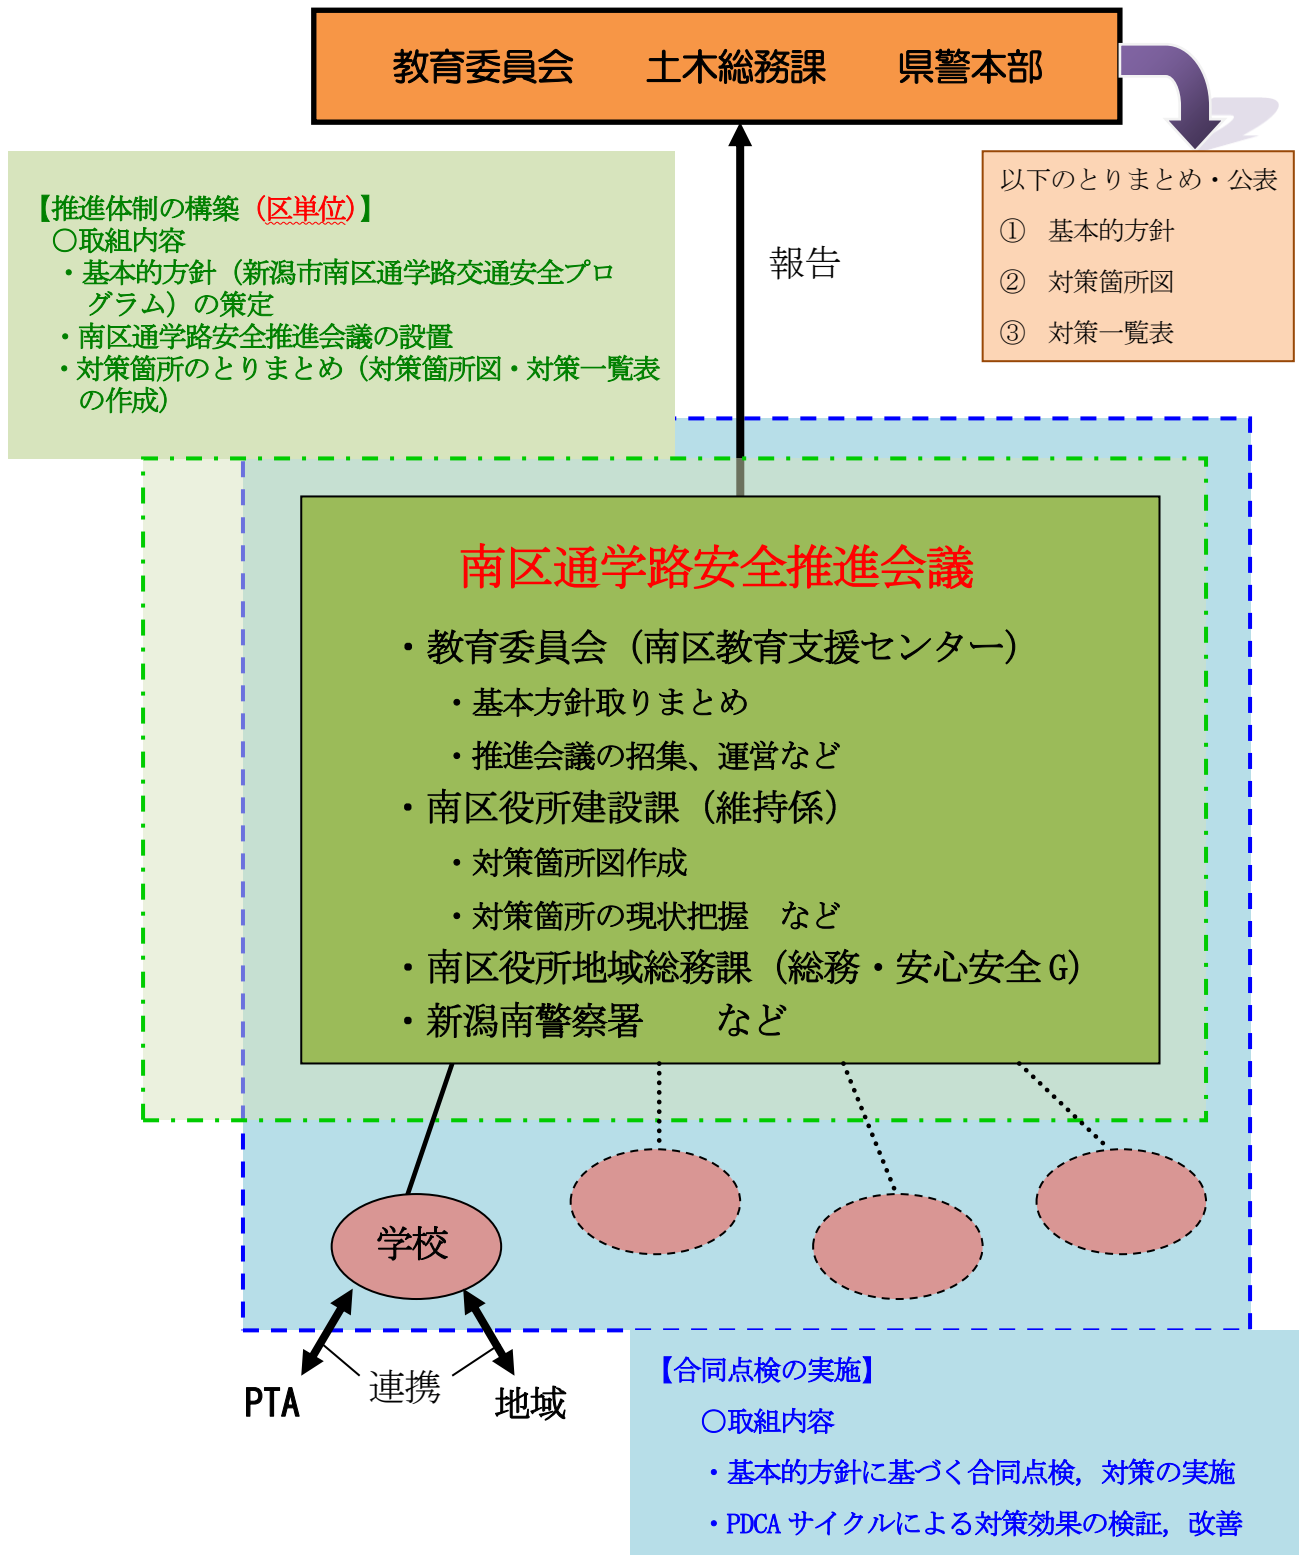 教育委員会　　土木総務課　　県警本部
以下のとりまとめ・公表
①　基本的方針
②　対策箇所図
③　対策一覧表
【推進体制の構築（区単位）】
〇取組内容
・基本的方針（新潟市南区通学路交通安全プロ
グラム）の策定
・南区通学路安全推進会議の設置
・対策箇所のとりまとめ（対策箇所図・対策一覧表
の作成）
報告
南区通学路安全推進会議
・教育委員会（南区教育支援センター）
・基本方針取りまとめ
・推進会議の招集、運営など
・南区役所建設課（維持係）
・対策箇所図作成
・対策箇所の現状把握　など
・南区役所地域総務課（総務・安心安全G）
・新潟南警察署　　など
学校
PTA
連携
地域
【合同点検の実施】
〇取組内容
・基本的方針に基づく合同点検, 対策の実施
・PDCAサイクルによる対策効果の検証, 改善